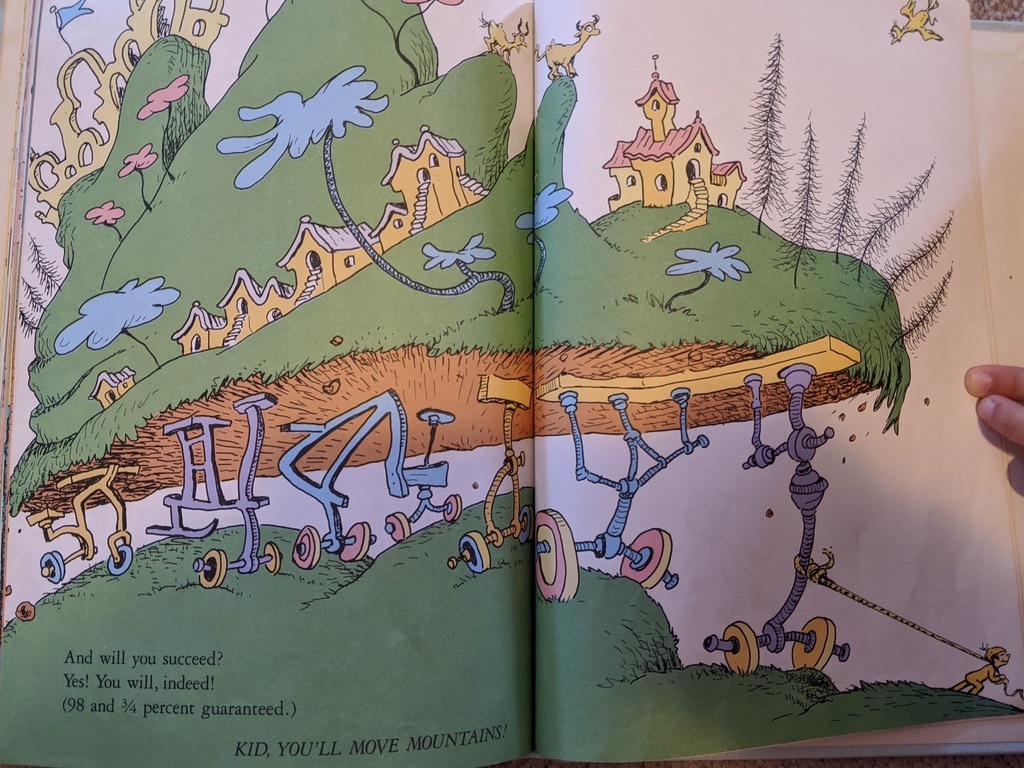 And will you succeed?
Yes! You will, indeed!
(98 and ¾ percent guaranteed.)
KID, YOU'LL MOVE MOUNTAINS!